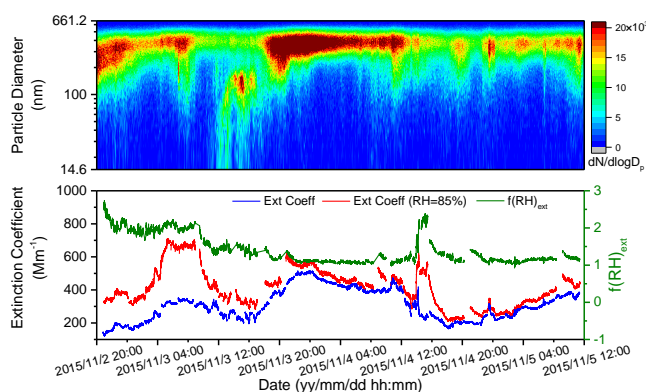 661.2
100
14.6
Particle Diameter
(nm)
20×10³
15
10
5
0
dN/dlogDₚ
1000
800
600
400
200
Extinction Coefficient
(Mm⁻¹)
Ext Coeff
Ext Coeff (RH=85%)
f(RH)ext
3
2
1
0
-1
f(RH)ext
2015/11/2 20:00
2015/11/3 04:00
2015/11/3 12:00
2015/11/3 20:00
2015/11/4 04:00
2015/11/4 12:00
2015/11/4 20:00
2015/11/5 04:00
2015/11/5 12:00
Date (yy/mm/dd hh:mm)